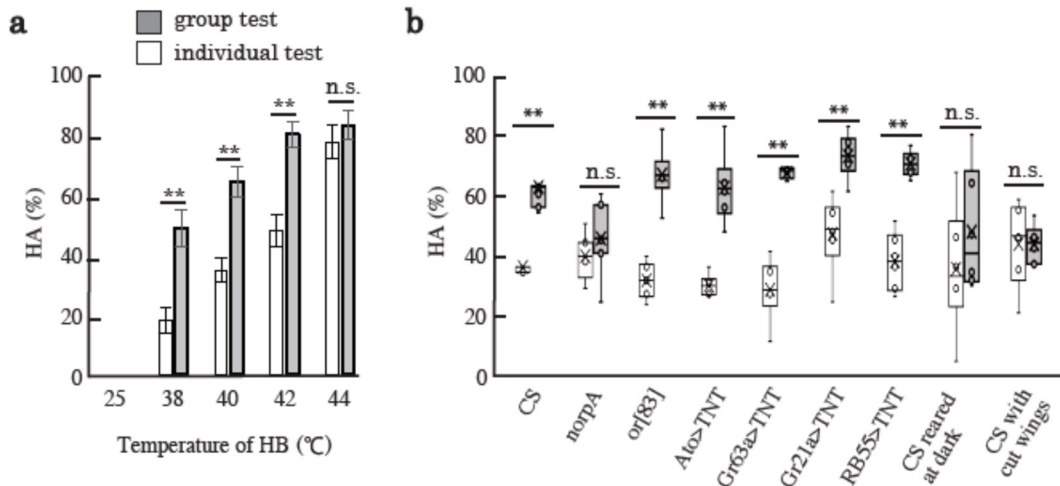 a
group test
individual test
HA (%)
100
80
60
40
20
0
**
**
**
n.s.
25 38 40 42 44
Temperature of HB (℃)
b
HA (%)
100
80
60
40
20
0
**
n.s.
**
**
**
**
**
n.s.
n.s.
CS
norpA
or[83]
Ato>TNT
Gr63a>TNT
Gr21a>TNT
RB55>TNT
CS reared
at dark
CS with
cut wings